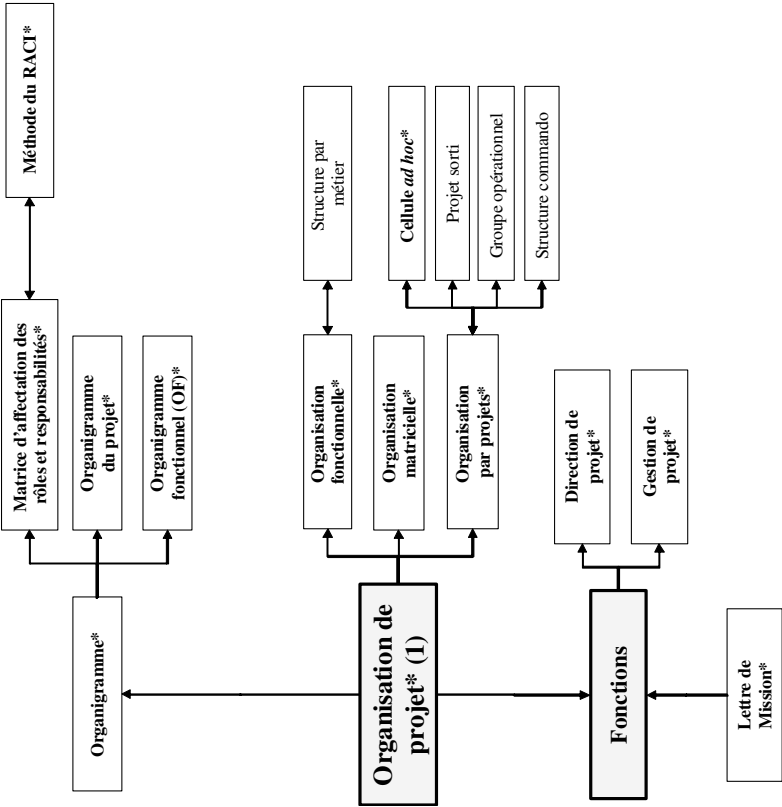 Organigramme*
Matrice d'affectation des
rôles et responsabilités*
Méthode du RACI*
Organigramme
du projet*
Organigramme
fonctionnel (OF)*
Organisation de
projet* (1)
Organisation
fonctionnelle*
Structure par
métier
Organisation
matricielle*
Organisation
par projets*
Cellule ad hoc*
Projet sorti
Groupe opérationnel
Structure commando
Fonctions
Direction de
projet*
Gestion de
projet*
Lettre de
Mission*